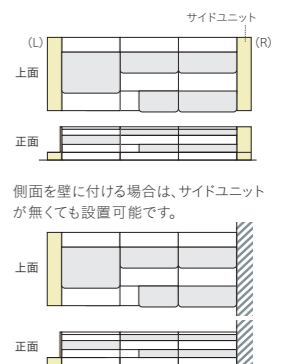 サイドユニット
(L)
(R)
上面
正面
側面を壁に付ける場合は、サイドユニット
が無くても設置可能です。
上面
正面